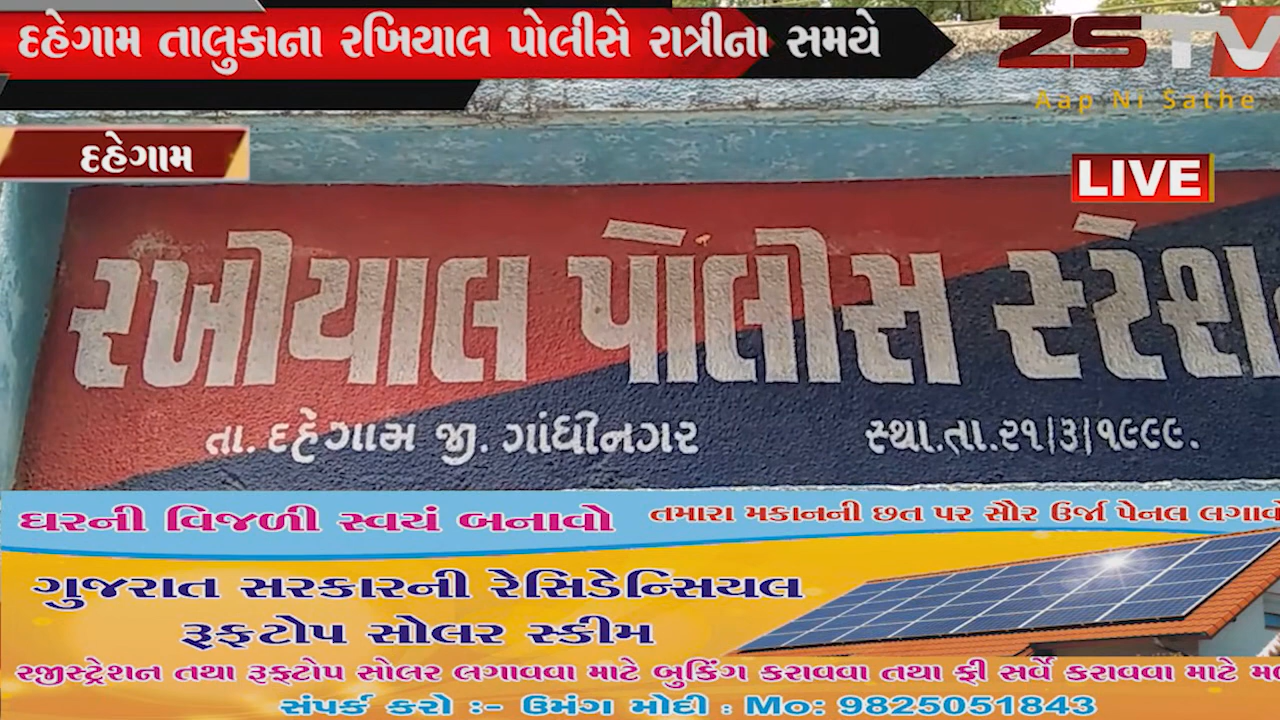 દહેગામ તાલુકાના રખિયાલ પોલીસે રાત્રીના સમયે
ZSTV
Aap Ni Sathe
દહેગામ
LIVE
રખીયાલ પોલીસ સ્ટેશ
તા. દહેગામ જી. ગાંધીનગર
સ્થા.તા.૨૧/૩/૧૯૯૯.
ઘરની વિજળી સ્વયં બનાવો
તમારા મકાનની છત પર સૌર ઉર્જા પેનલ લગાવો
ગુજરાત સરકારની રેસિડેન્સિયલ
રૂફટોપ સોલર સ્કીમ
રજીસ્ટ્રેશન તથા રૂફટોપ સોલર લગાવવા માટે બુકિંગ કરાવવા તથા ફ્રી સર્વે કરાવવા માટે
સંપર્ક કરો :- ઉમંગ મોદી : Mo: 9825051843